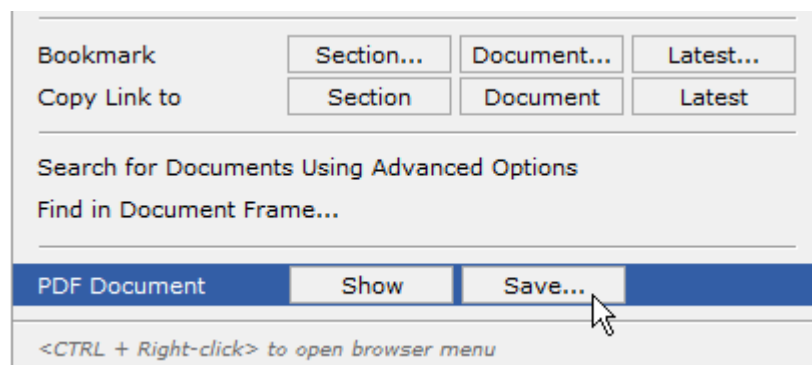 Bookmark Section... Document... Latest...
Copy Link to Section Document Latest
Search for Documents Using Advanced Options
Find in Document Frame...
PDF Document Show Save...
<CTRL + Right-click> to open browser menu